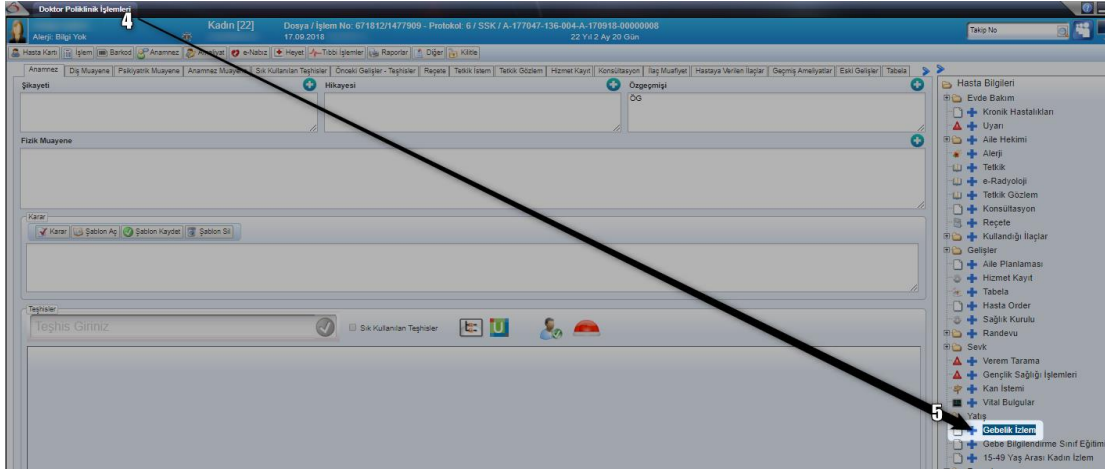 Doktor Poliklinik İşlemleri
4
Kadın [22]
Dosya / İşlem No: 671812/1477909 - Protokol: 6 / SSK / A-177047-136-004-A-170918-00000008
Takip No
Alerji: Bilgi Yok
17.09.2018
22 Yıl 2 Ay 20 Gün
Hasta Kartı İşlem Barkod Anamnez Ameliyat e-Nabız Heyet Tıbbi İşlemler Raporlar Diğer Kilitle
Anamnez Dış Muayene Psikiyatrik Muayene Anamnez Muayene Sık Kullanılan Teşhisler Önceki Gelişler - Teşhisler Reçete Tetkik İstem Tetkik Gözlem Hizmet Kayıt Konsültasyon İlaç Muafiyet Hastaya Verilen İlaçlar Geçmiş Ameliyatlar Eski Gelişler Tabela
Şikayeti
Hikayesi
Özgeçmişi
ÖG
Fizik Muayene
Karar
Karar Şablon Aç Şablon Kaydet Şablon Sil
Teşhisler
Teşhis Giriniz
Sık Kullanılan Teşhisler
Hasta Bilgileri
Evde Bakım
Kronik Hastalıkları
Uyarı
Aile Hekimi
Alerji
Tetkik
e-Radyoloji
Tetkik Gözlem
Konsültasyon
Reçete
Kullandığı İlaçlar
Gelişler
Aile Planlaması
Hizmet Kayıt
Tabela
Hasta Order
Sağlık Kurulu
Randevu
Sevk
Verem Tarama
Gençlik Sağlığı İşlemleri
Kan İstemi
Vital Bulgular
5
Yatış
Gebelik İzlem
Gebe Bilgilendirme Sınıf Eğitim
15-49 Yaş Arası Kadın İzlem